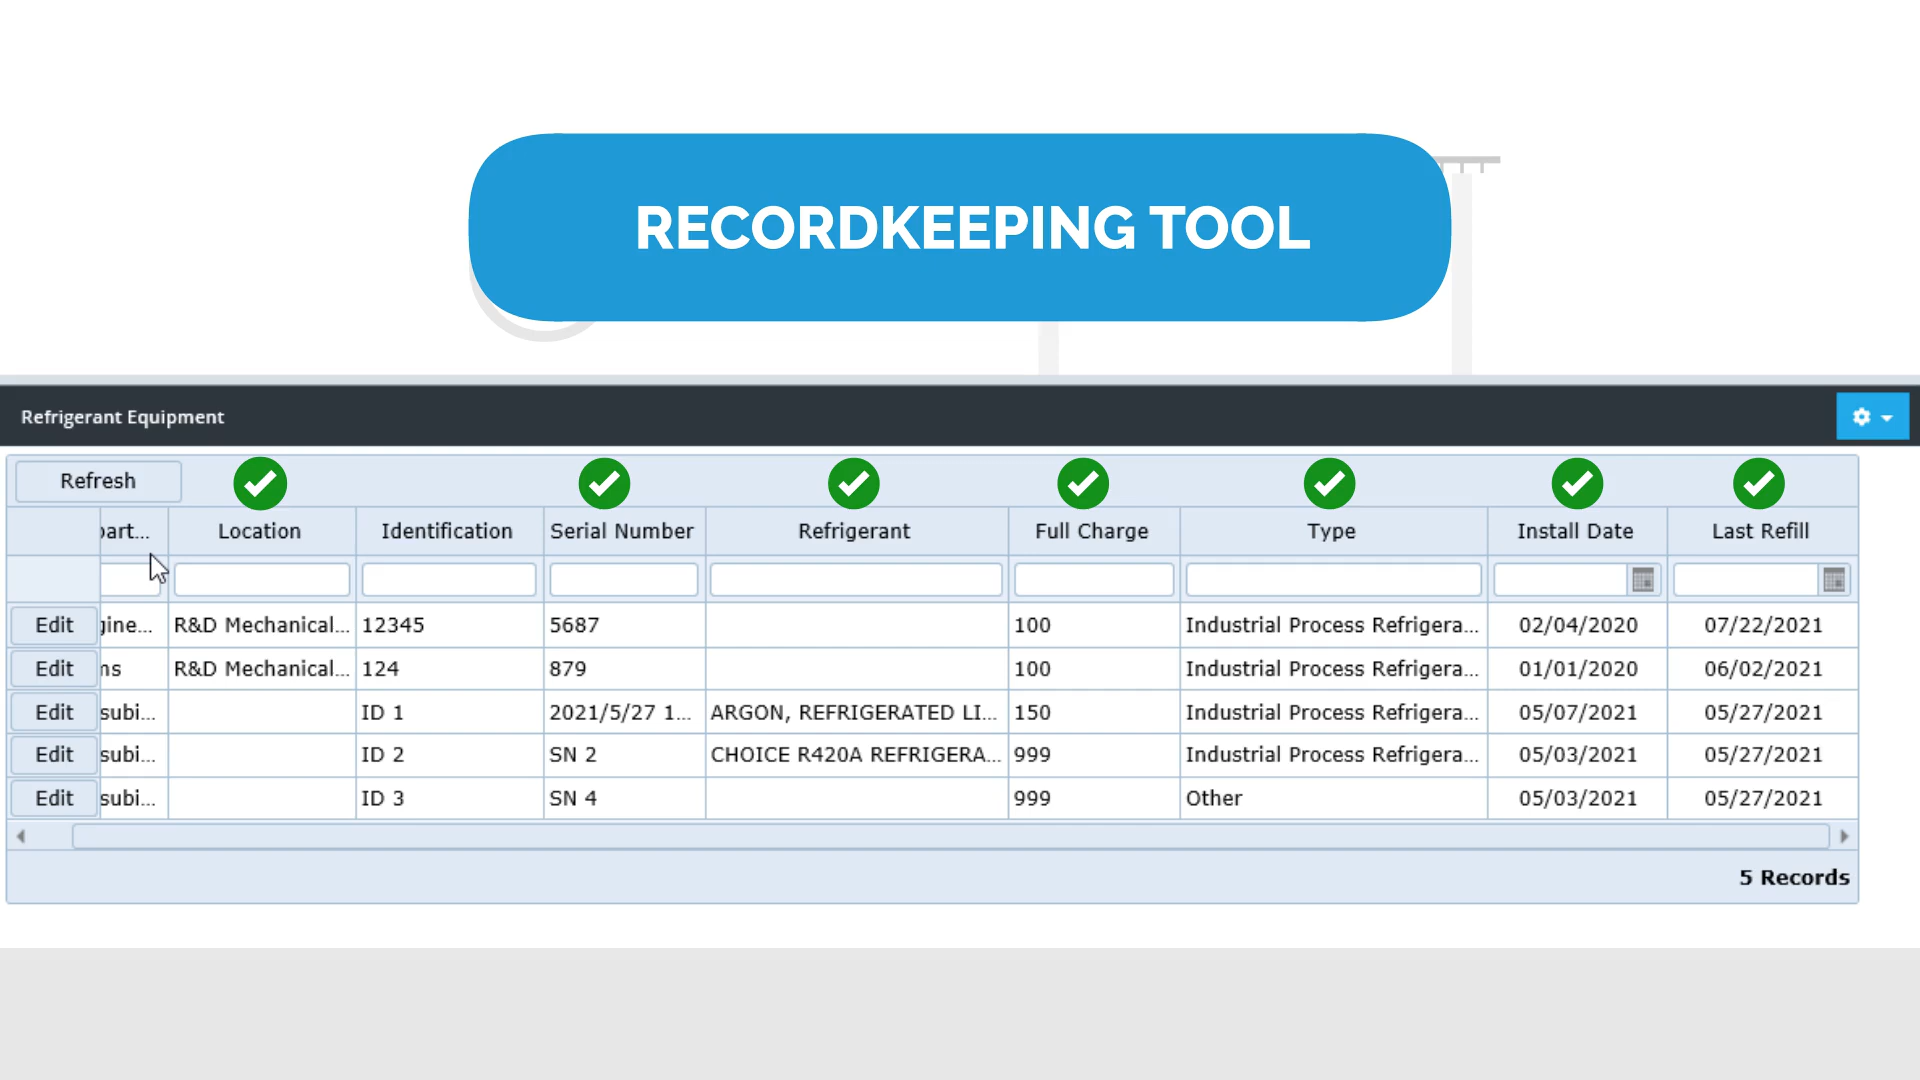 RECORDKEEPING TOOL
Refrigerant Equipment
Refresh
part... Location Identification Serial Number Refrigerant Full Charge Type Install Date Last Refill
Edit gine... R&D Mechanical... 12345 5687 100 Industrial Process Refrigera... 02/04/2020 07/22/2021
Edit ms R&D Mechanical... 124 879 100 Industrial Process Refrigera... 01/01/2020 06/02/2021
Edit subi... ID 1 2021/5/27 1... ARGON, REFRIGERATED LI... 150 Industrial Process Refrigera... 05/07/2021 05/27/2021
Edit subi... ID 2 SN 2 CHOICE R420A REFRIGERA... 999 Industrial Process Refrigera... 05/03/2021 05/27/2021
Edit subi... ID 3 SN 4 999 Other 05/03/2021 05/27/2021
5 Records